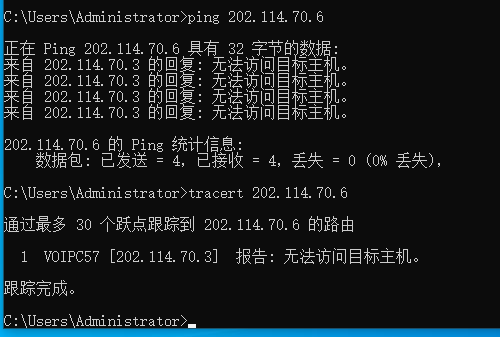 C:\Users\Administrator>ping 202.114.70.6
正在 Ping 202.114.70.6 具有 32 字节的数据:
来自 202.114.70.3 的回复: 无法访问目标主机。
来自 202.114.70.3 的回复: 无法访问目标主机。
来自 202.114.70.3 的回复: 无法访问目标主机。
来自 202.114.70.3 的回复: 无法访问目标主机。
202.114.70.6 的 Ping 统计信息:
数据包: 已发送 = 4, 已接收 = 4, 丢失 = 0 (0% 丢失),
C:\Users\Administrator>tracert 202.114.70.6
通过最多 30 个跃点跟踪到 202.114.70.6 的路由
1 VOIPC57 [202.114.70.3] 报告: 无法访问目标主机。
跟踪完成。
C:\Users\Administrator>